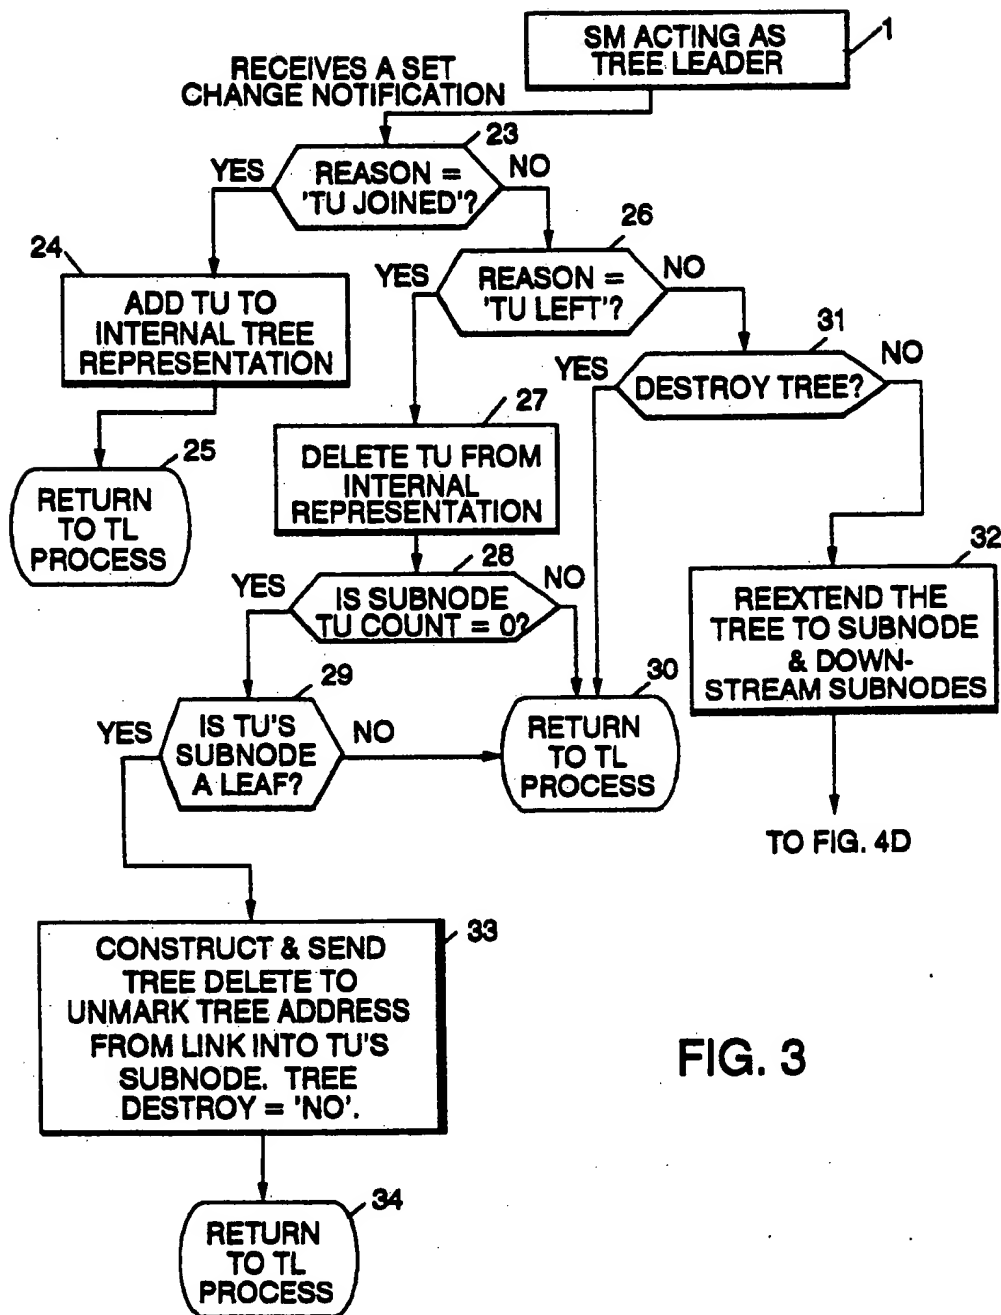 SM ACTING AS
TREE LEADER
1
RECEIVES A SET
CHANGE NOTIFICATION
23
YES
REASON =
'TU JOINED'?
NO
24
ADD TU TO
INTERNAL TREE
REPRESENTATION
25
RETURN
TO TL
PROCESS
26
YES
REASON =
'TU LEFT'?
NO
27
DELETE TU FROM
INTERNAL
REPRESENTATION
31
YES
DESTROY TREE?
NO
28
YES
IS SUBNODE
TU COUNT = 0?
NO
32
REEXTEND THE
TREE TO SUBNODE
& DOWN-
STREAM SUBNODES
TO FIG. 4D
29
YES
IS TU'S
SUBNODE
A LEAF?
NO
30
RETURN
TO TL
PROCESS
33
CONSTRUCT & SEND
TREE DELETE TO
UNMARK TREE ADDRESS
FROM LINK INTO TU'S
SUBNODE. TREE
DESTROY = 'NO'.
34
RETURN
TO TL
PROCESS
FIG. 3